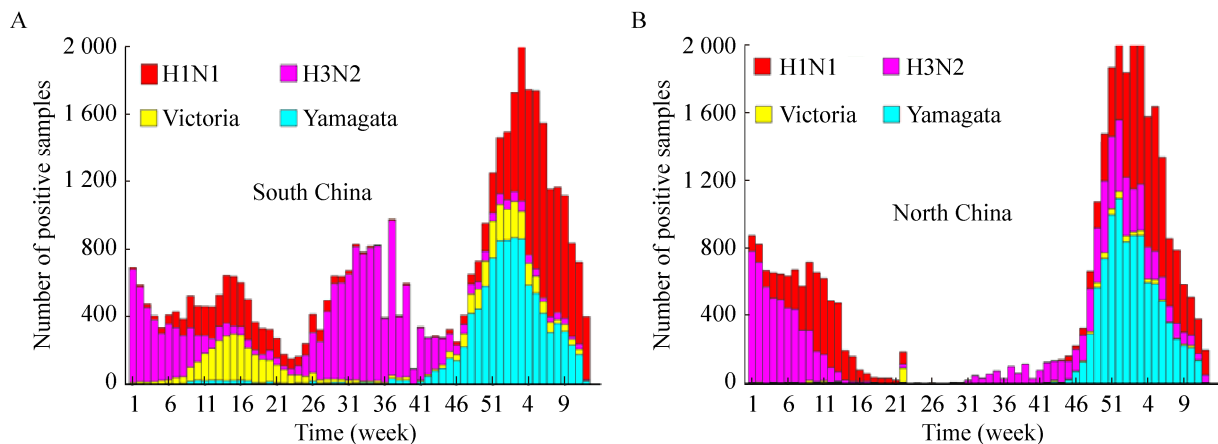 A
Number of positive samples
2 000
1 600
1 200
800
400
0
H1N1
H3N2
Victoria
Yamagata
South China
1 6 11 16 21 26 31 36 41 46 51 4 9
Time (week)
B
Number of positive samples
2 000
1 600
1 200
800
400
0
H1N1
H3N2
Victoria
Yamagata
North China
1 6 11 16 21 26 31 36 41 46 51 4 9
Time (week)